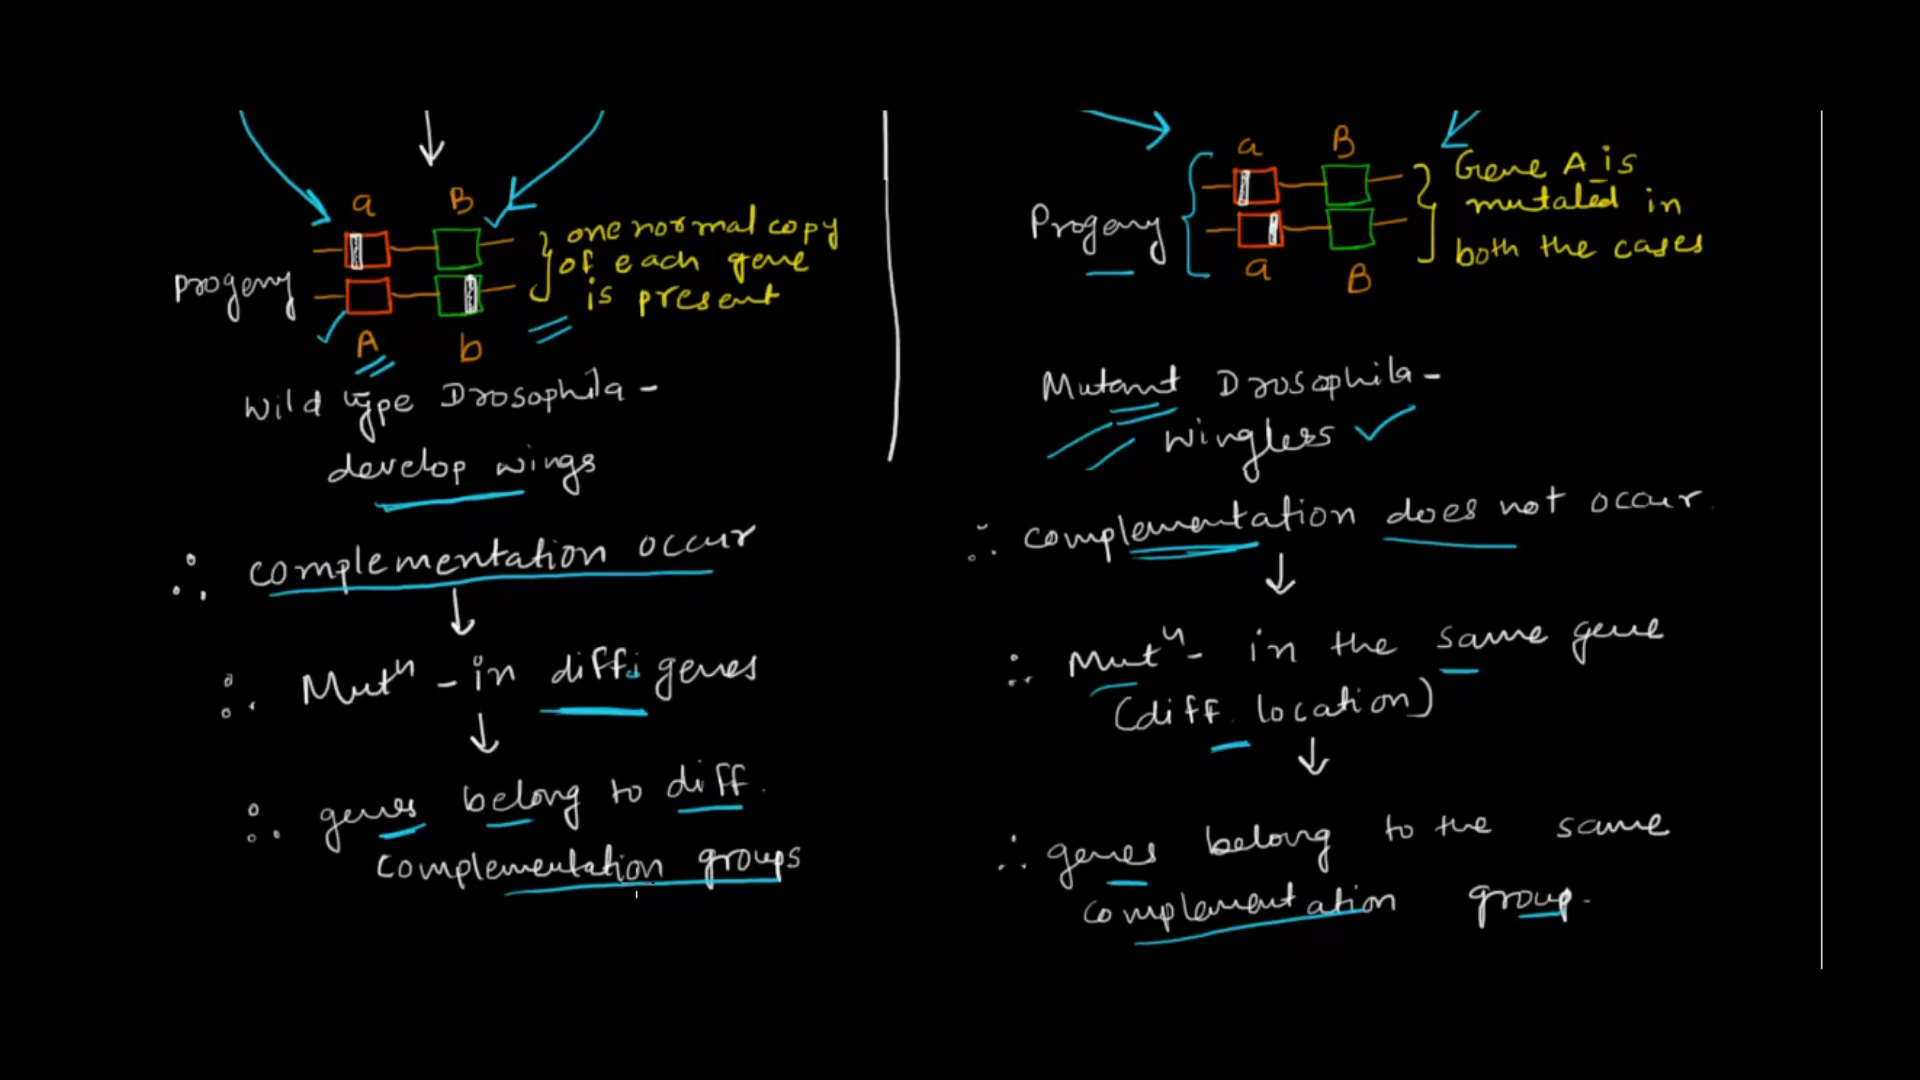 a B
one normal copy
of each gene
is present
Progeny
A b
Wild type Drosophila -
develop wings
∴ complementation occur
∴ Mutⁿ - in diff. genes
∴ genes belong to diff.
complementation groups
a B
Gene A is
mutated in
both the cases
Progeny
a B
Mutant Drosophila -
wingless
∴ complementation does not occur.
∴ Mutⁿ - in the same gene
(diff. location)
∴ genes belong to the same
complementation group.